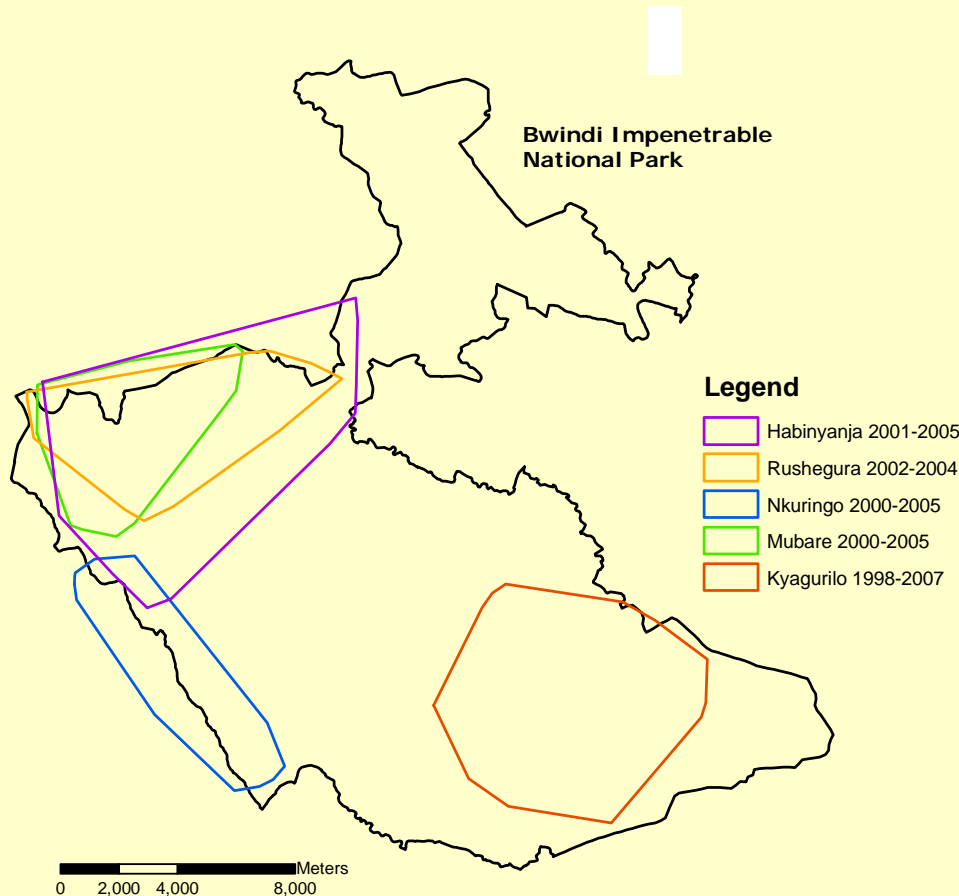 Bwindi Impenetrable
National Park
Legend
Habinyanja 2001-2005
Rushegura 2002-2004
Nkuringo 2000-2005
Mubare 2000-2005
Kyagurilo 1998-2007
Meters
0 2,000 4,000 8,000